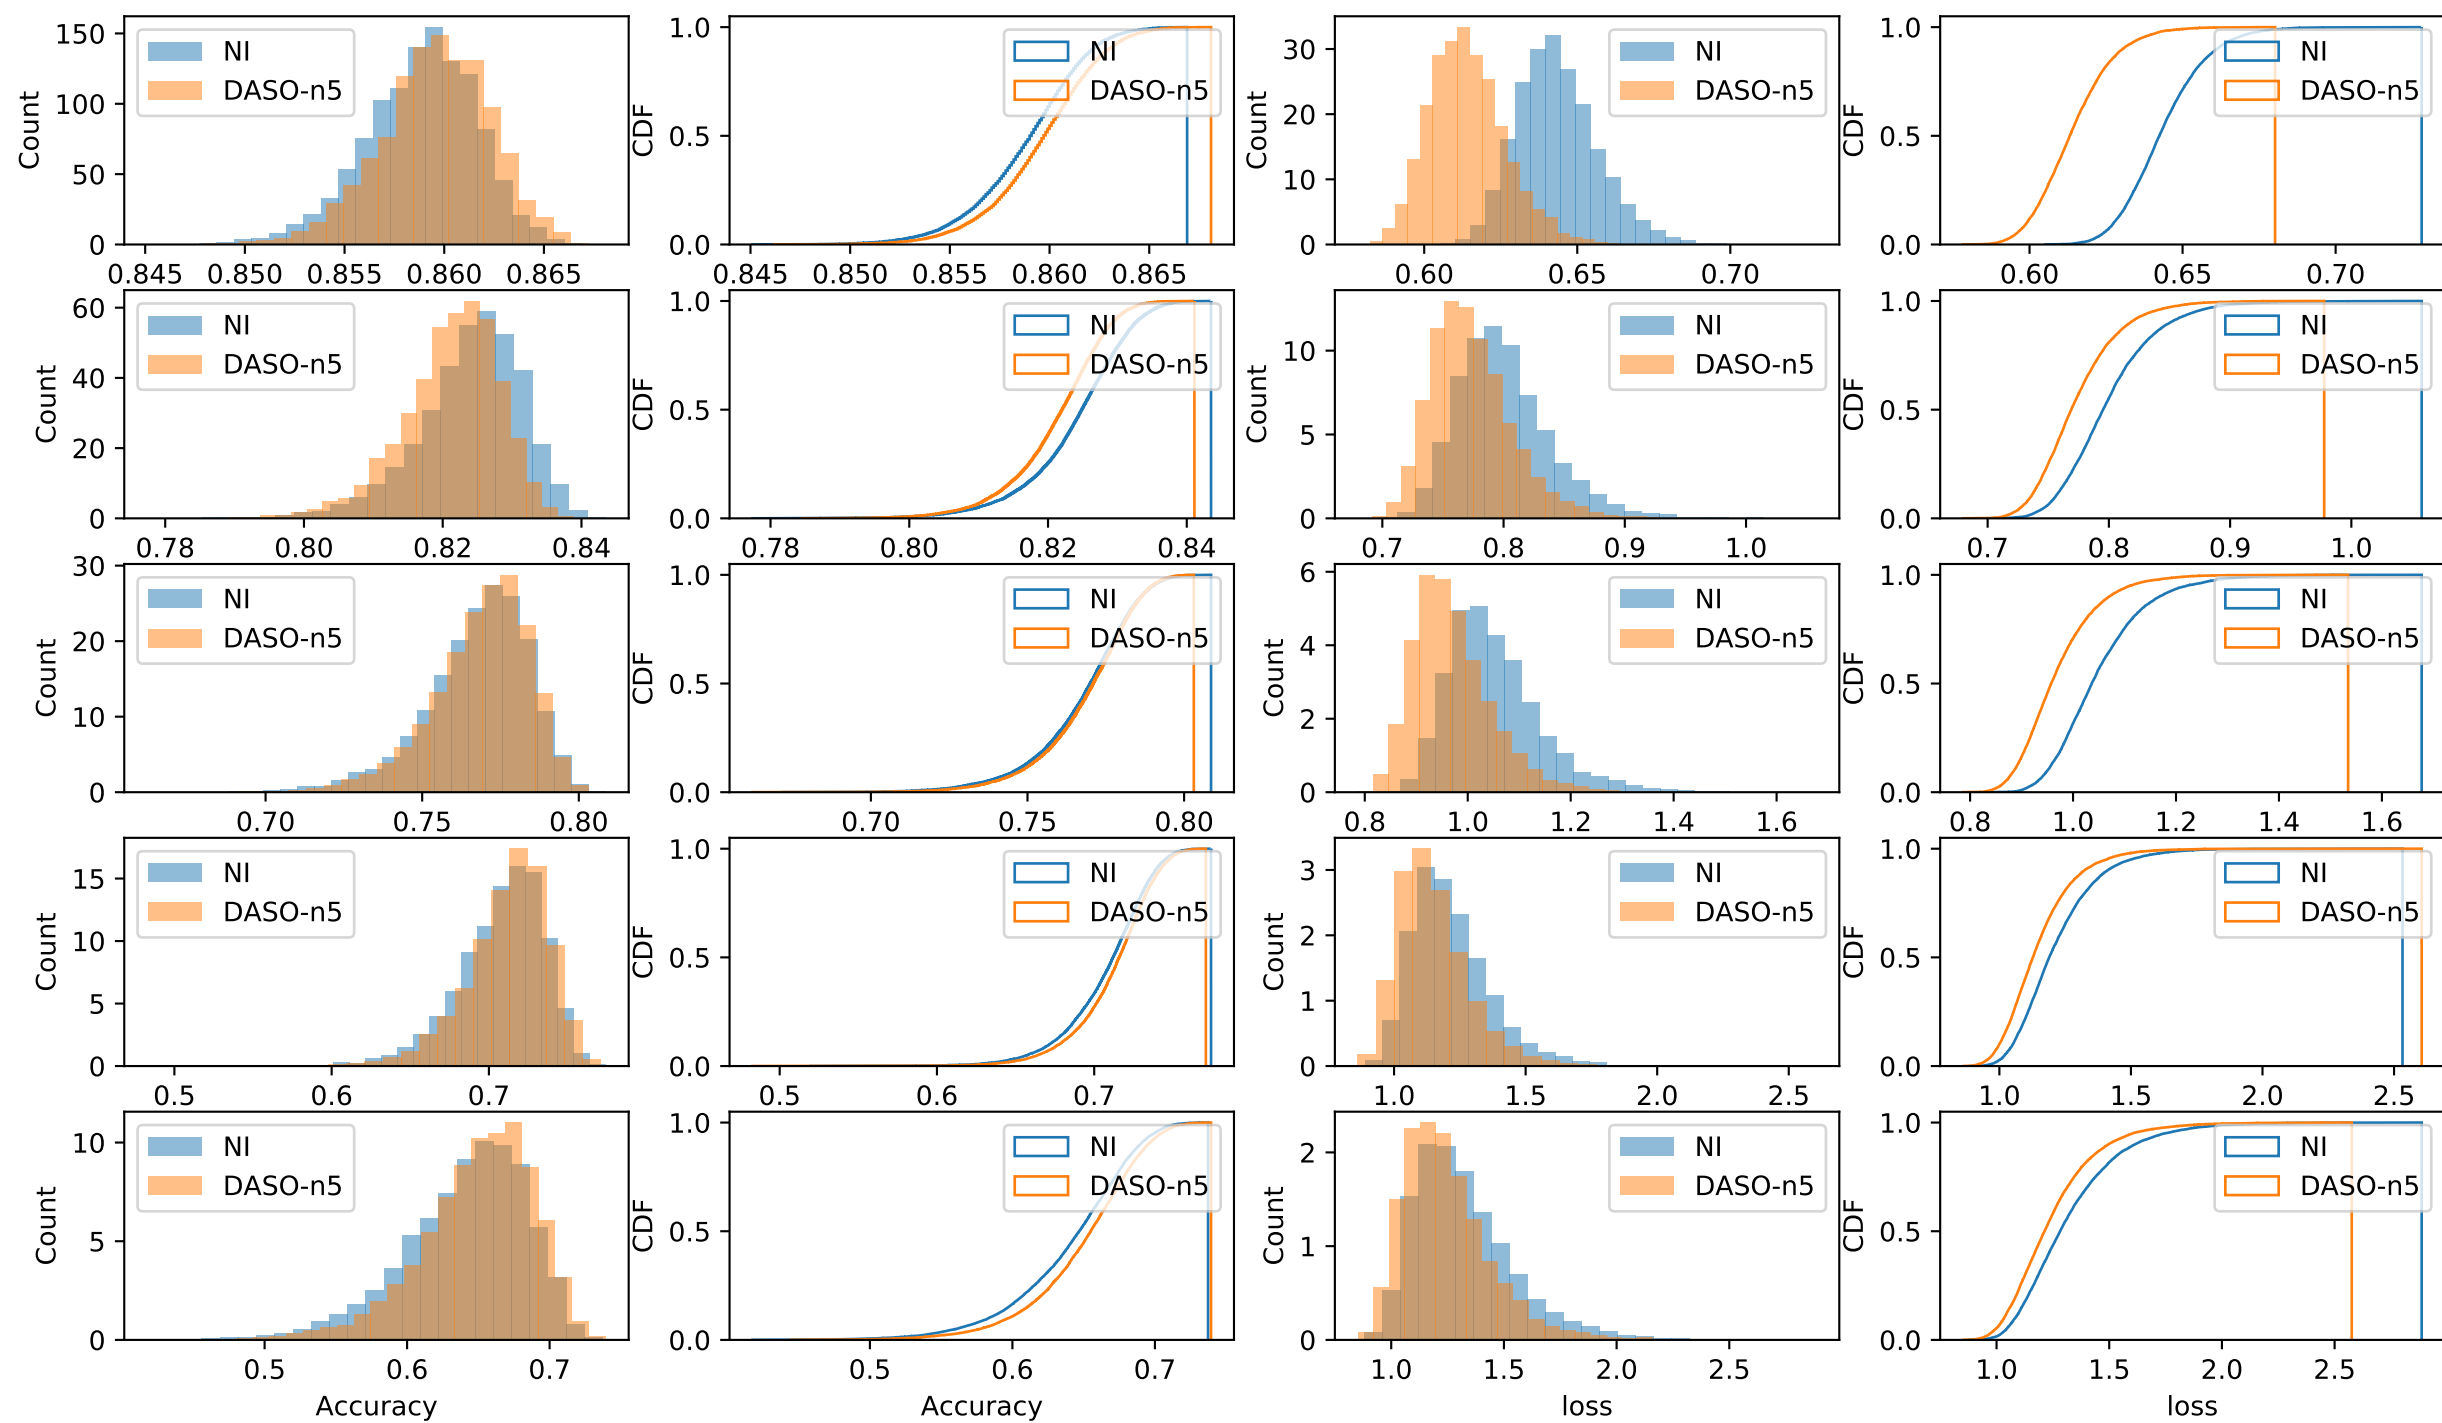 150
100
50
0
Count
NI
DASO-n5
0.845 0.850 0.855 0.860 0.865
1.0
0.5
0.0
CDF
NI
DASO-n5
0.845 0.850 0.855 0.860 0.865
30
20
10
0
Count
NI
DASO-n5
0.60 0.65 0.70
1.0
0.5
0.0
CDF
NI
DASO-n5
0.60 0.65 0.70
60
40
20
0
Count
NI
DASO-n5
0.78 0.80 0.82 0.84
1.0
0.5
0.0
CDF
NI
DASO-n5
0.78 0.80 0.82 0.84
10
5
0
Count
NI
DASO-n5
0.7 0.8 0.9 1.0
1.0
0.5
0.0
CDF
NI
DASO-n5
0.7 0.8 0.9 1.0
30
20
10
0
Count
NI
DASO-n5
0.70 0.75 0.80
1.0
0.5
0.0
CDF
NI
DASO-n5
0.70 0.75 0.80
6
4
2
0
Count
NI
DASO-n5
0.8 1.0 1.2 1.4 1.6
1.0
0.5
0.0
CDF
NI
DASO-n5
0.8 1.0 1.2 1.4 1.6
15
10
5
0
Count
NI
DASO-n5
0.5 0.6 0.7
1.0
0.5
0.0
CDF
NI
DASO-n5
0.5 0.6 0.7
3
2
1
0
Count
NI
DASO-n5
1.0 1.5 2.0 2.5
1.0
0.5
0.0
CDF
NI
DASO-n5
1.0 1.5 2.0 2.5
10
5
0
Count
NI
DASO-n5
0.5 0.6 0.7
Accuracy
1.0
0.5
0.0
CDF
NI
DASO-n5
0.5 0.6 0.7
Accuracy
2
1
0
Count
NI
DASO-n5
1.0 1.5 2.0 2.5
loss
1.0
0.5
0.0
CDF
NI
DASO-n5
1.0 1.5 2.0 2.5
loss